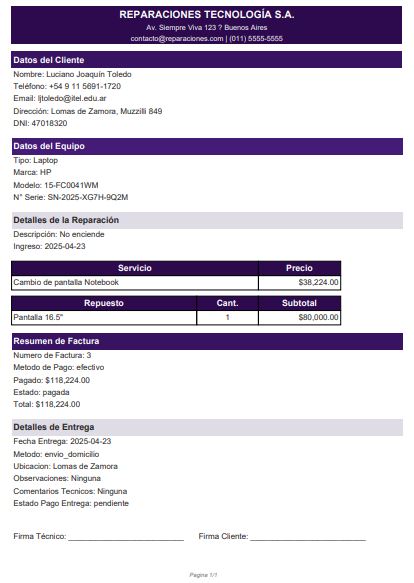 REPARACIONES TECNOLOGÍA S.A.
Av. Siempre Viva 123 ? Buenos Aires
contacto@reparaciones.com | (011) 5555-5555
Datos del Cliente
Nombre: Luciano Joaquín Toledo
Teléfono: +54 9 11 5691-1720
Email: ljtoledo@itel.edu.ar
Dirección: Lomas de Zamora, Muzzilli 849
DNI: 47018320
Datos del Equipo
Tipo: Laptop
Marca: HP
Modelo: 15-FC0041WM
N° Serie: SN-2025-XG7H-9Q2M
Detalles de la Reparación
Descripción: No enciende
Ingreso: 2025-04-23
Servicio Precio
Cambio de pantalla Notebook $38,224.00
Repuesto Cant. Subtotal
Pantalla 16.5" 1 $80,000.00
Resumen de Factura
Numero de Factura: 3
Metodo de Pago: efectivo
Pagado: $118,224.00
Estado: pagada
Total: $118,224.00
Detalles de Entrega
Fecha Entrega: 2025-04-23
Metodo: envio_domicilio
Ubicacion: Lomas de Zamora
Observaciones: Ninguna
Comentarios Tecnicos: Ninguna
Estado Pago Entrega: pendiente
Firma Técnico: _________________________ Firma Cliente: _________________________
Pagina 1/1